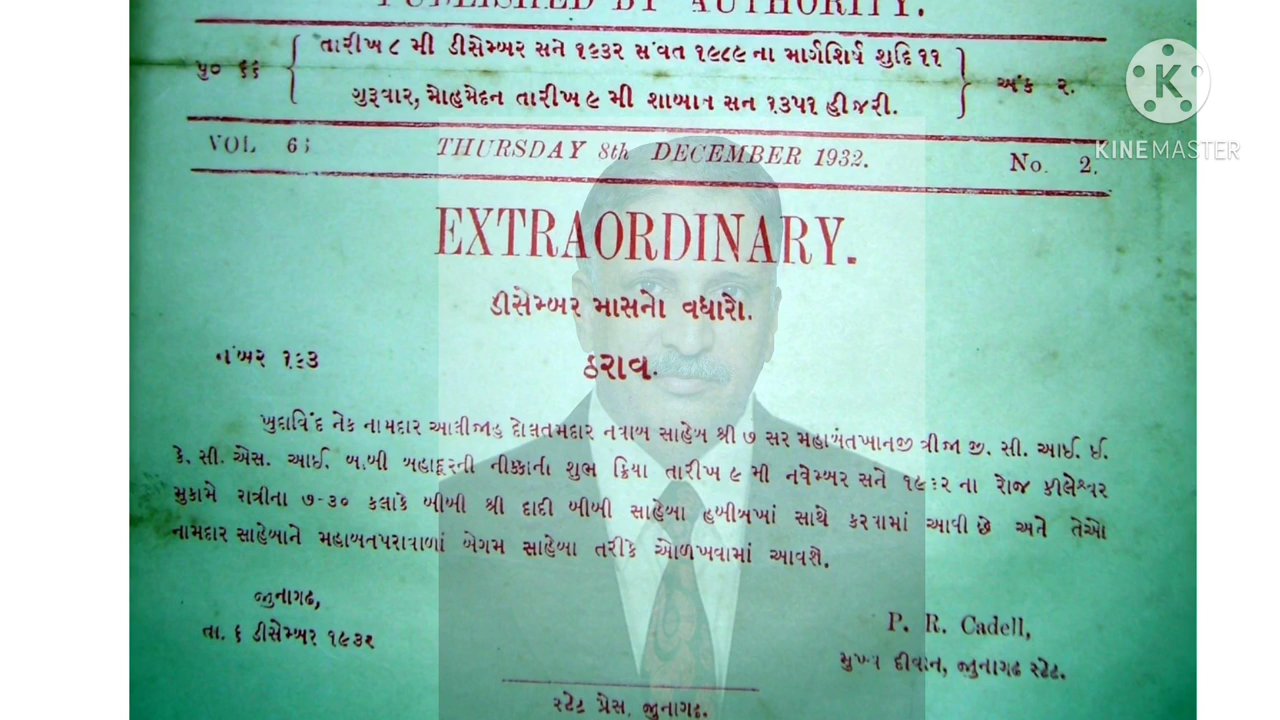 PUBLISHED BY AUTHORITY.
તારીખ ૮ મી ડીસેમ્બર સને ૧૯૩૨ સંવત ૧૯૮૯ ના માર્ગશિર્ષ શુદિ ૧૧
પુ૦ ૬૬
અંક ૨.
ગુરૂવાર, મોહમેદન તારીખ ૯ મી શાબાન સન ૧૩૫૧ હીજરી.
VOL 66
THURSDAY 8th DECEMBER 1932.
No. 2.
EXTRAORDINARY.
ડીસેમ્બર માસનો વધારો.
નંબર ૧૬૩
ઠરાવ.
ખુદાવિંદ નેક નામદાર આલીજાહ દોલતમદાર નવાબ સાહેબ શ્રી ૭ સર મહાબતખાનજી ત્રીજા જી. સી. આઈ. ઈ.
કે. સી. એસ. આઈ. બાબી બહાદૂરની નીક્કાની શુભ ક્રિયા તારીખ ૯ મી નવેમ્બર સને ૧૯૩૨ ના રોજ કીલેશ્વર
મુકામે રાત્રીના ૭-૩૦ કલાકે બીબી શ્રી દાદી બીબી સાહેબા હબીબખાં સાથે કરવામાં આવી છે અને તેઓ
નામદાર સાહેબાને મહાબતપરાવાળાં બેગમ સાહેબા તરીકે ઓળખવામાં આવશે.
જુનાગઢ,
તા. ૬ ડીસેમ્બર ૧૯૩૨
P. R. Cadell,
મુખ્ય દીવાન, જુનાગઢ સ્ટેટ.
સ્ટેટ પ્રેસ, જુનાગઢ.
K
KINEMASTER